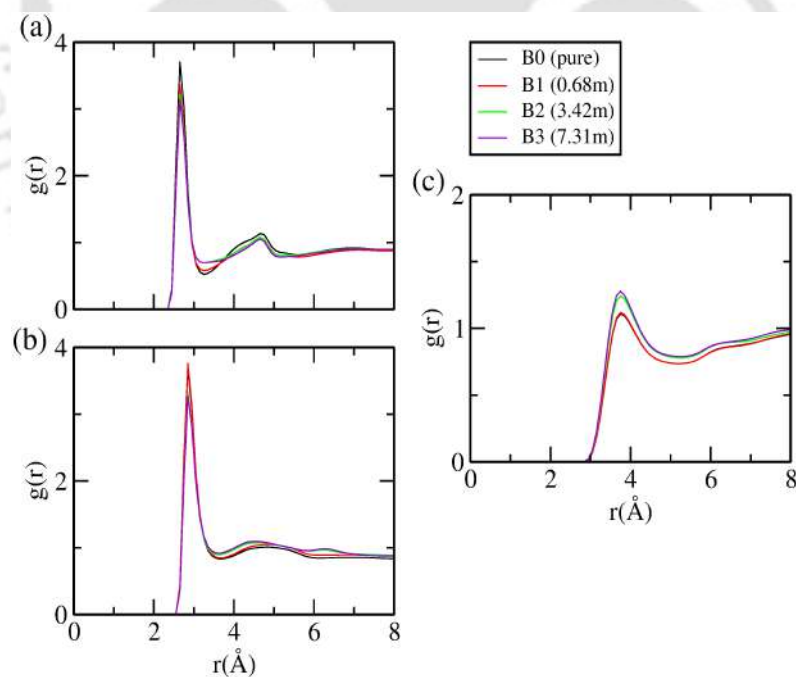 (a)
4
2
0
g(r)
B0 (pure)
B1 (0.68m)
B2 (3.42m)
B3 (7.31m)
(b)
4
2
0
g(r)
0 2 4 6 8
r(Å)
(c)
2
1
0
g(r)
0 2 4 6 8
r(Å)